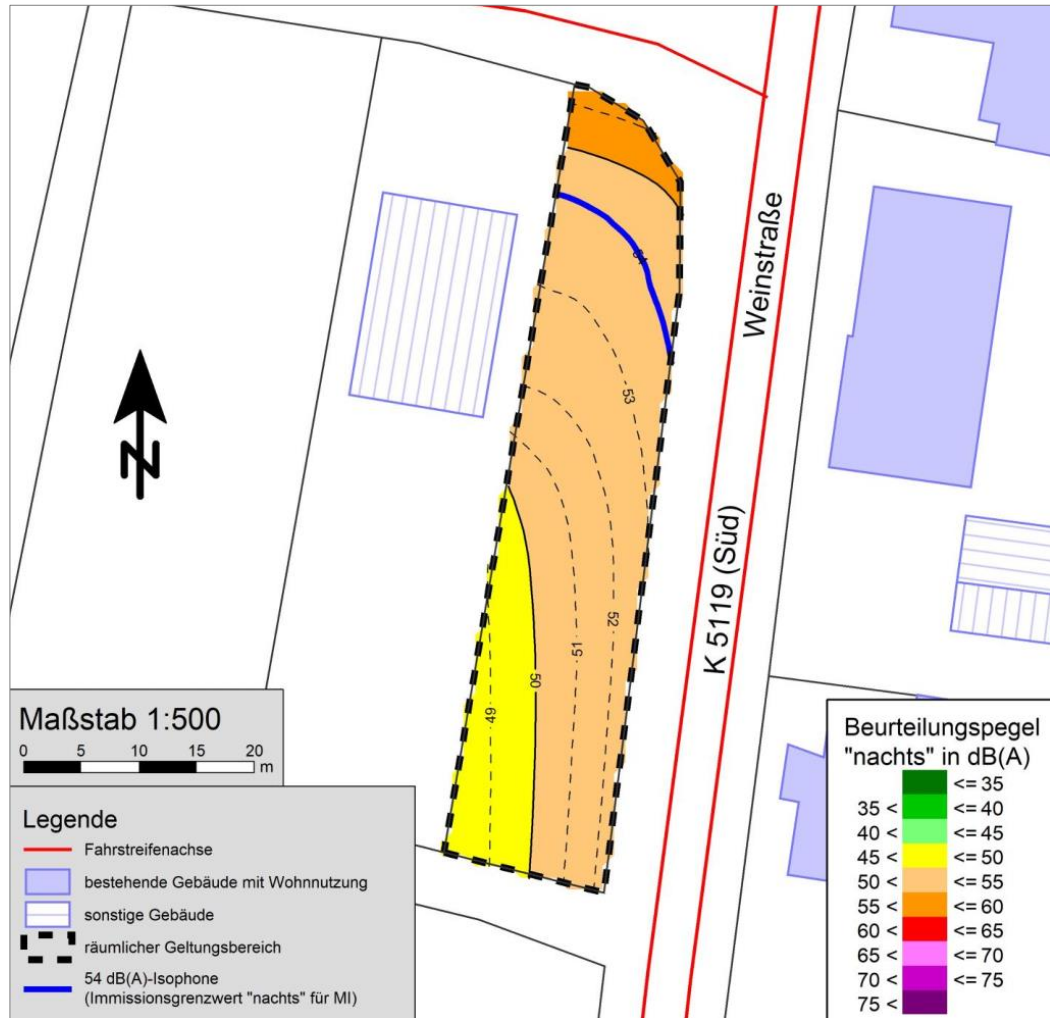 Weinstraße
54
53
K 5119 (Süd)
52
51
50
49
N
Maßstab 1:500
0 5 10 15 20
m
Legende
Fahrstreifenachse
bestehende Gebäude mit Wohnnutzung
sonstige Gebäude
räumlicher Geltungsbereich
54 dB(A)-Isophone
(Immissionsgrenzwert "nachts" für MI)
Beurteilungspegel
"nachts" in dB(A)
<= 35
35 < <= 40
40 < <= 45
45 < <= 50
50 < <= 55
55 < <= 60
60 < <= 65
65 < <= 70
70 < <= 75
75 <